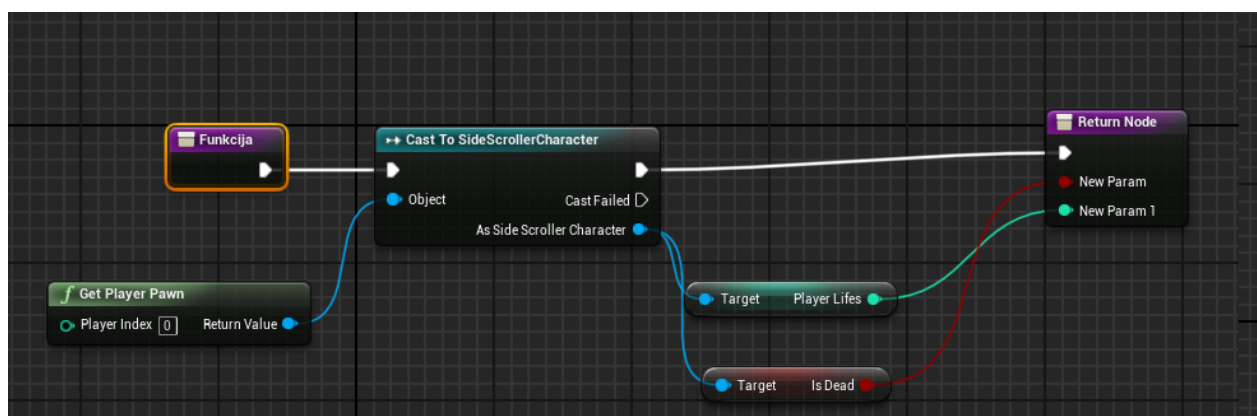 Funkcija
Cast To SideScrollerCharacter
Object
Cast Failed
As Side Scroller Character
f Get Player Pawn
Player Index 0
Return Value
Target
Player Lifes
Target
Is Dead
Return Node
New Param
New Param 1